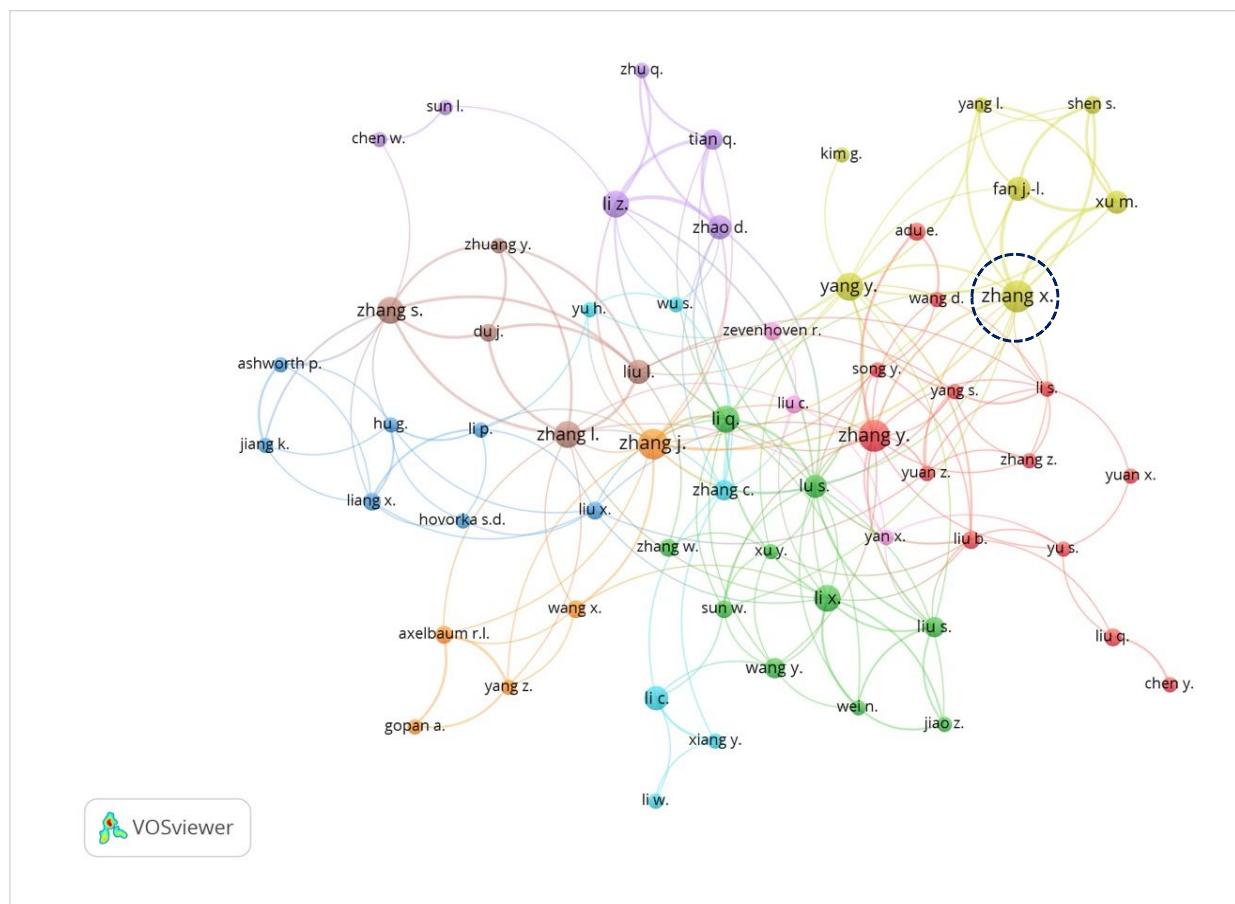 zhu q.
sun l.
yang l.
shen s.
chen w.
tian q.
kim g.
fan j.-l.
xu m.
li z.
zhao d.
adu e.
zhuang y.
yang y.
wang d.
zhang x.
zhang s.
yu h.
wu s.
du j.
zevenhoven r.
ashworth p.
liu l.
song y.
yang s.
li s.
liu c.
hu g.
li p.
li q.
jiang k.
zhang l.
zhang j.
zhang y.
zhang z.
yuan z.
yuan x.
zhang c.
lu s.
liang x.
hovorka s.d.
liu x.
zhang w.
xu y.
yan x.
liu b.
yu s.
wang x.
sun w.
li x.
axelbaum r.l.
liu s.
liu q.
wang y.
yang z.
li c.
chen y.
gopan a.
wei n.
jiao z.
xiang y.
li w.
VOSviewer